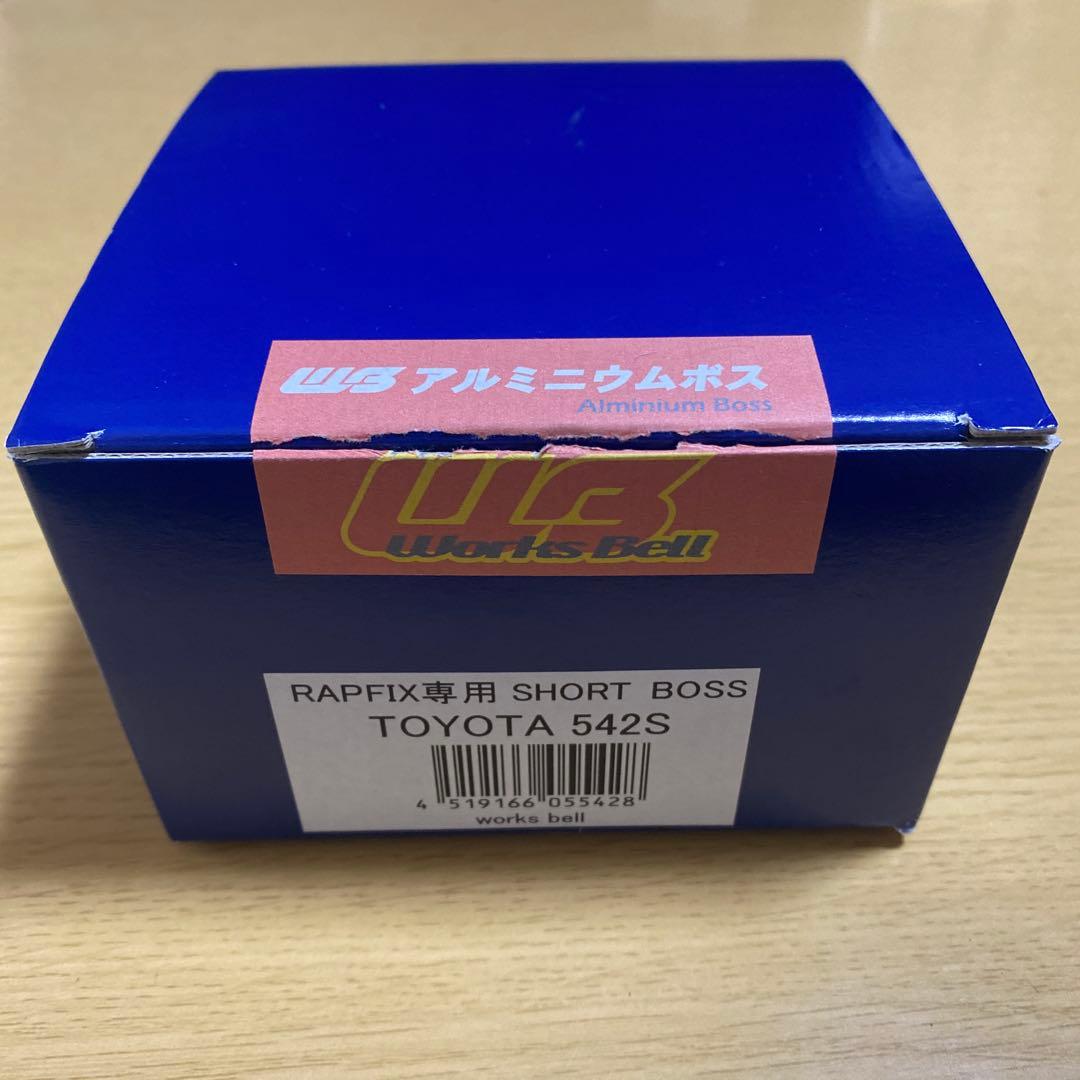 WB アルミニウムボス
Alminium Boss
WB
Works Bell
RAPFIX専用 SHORT BOSS
TOYOTA 542S
4 519166 055428
works bell